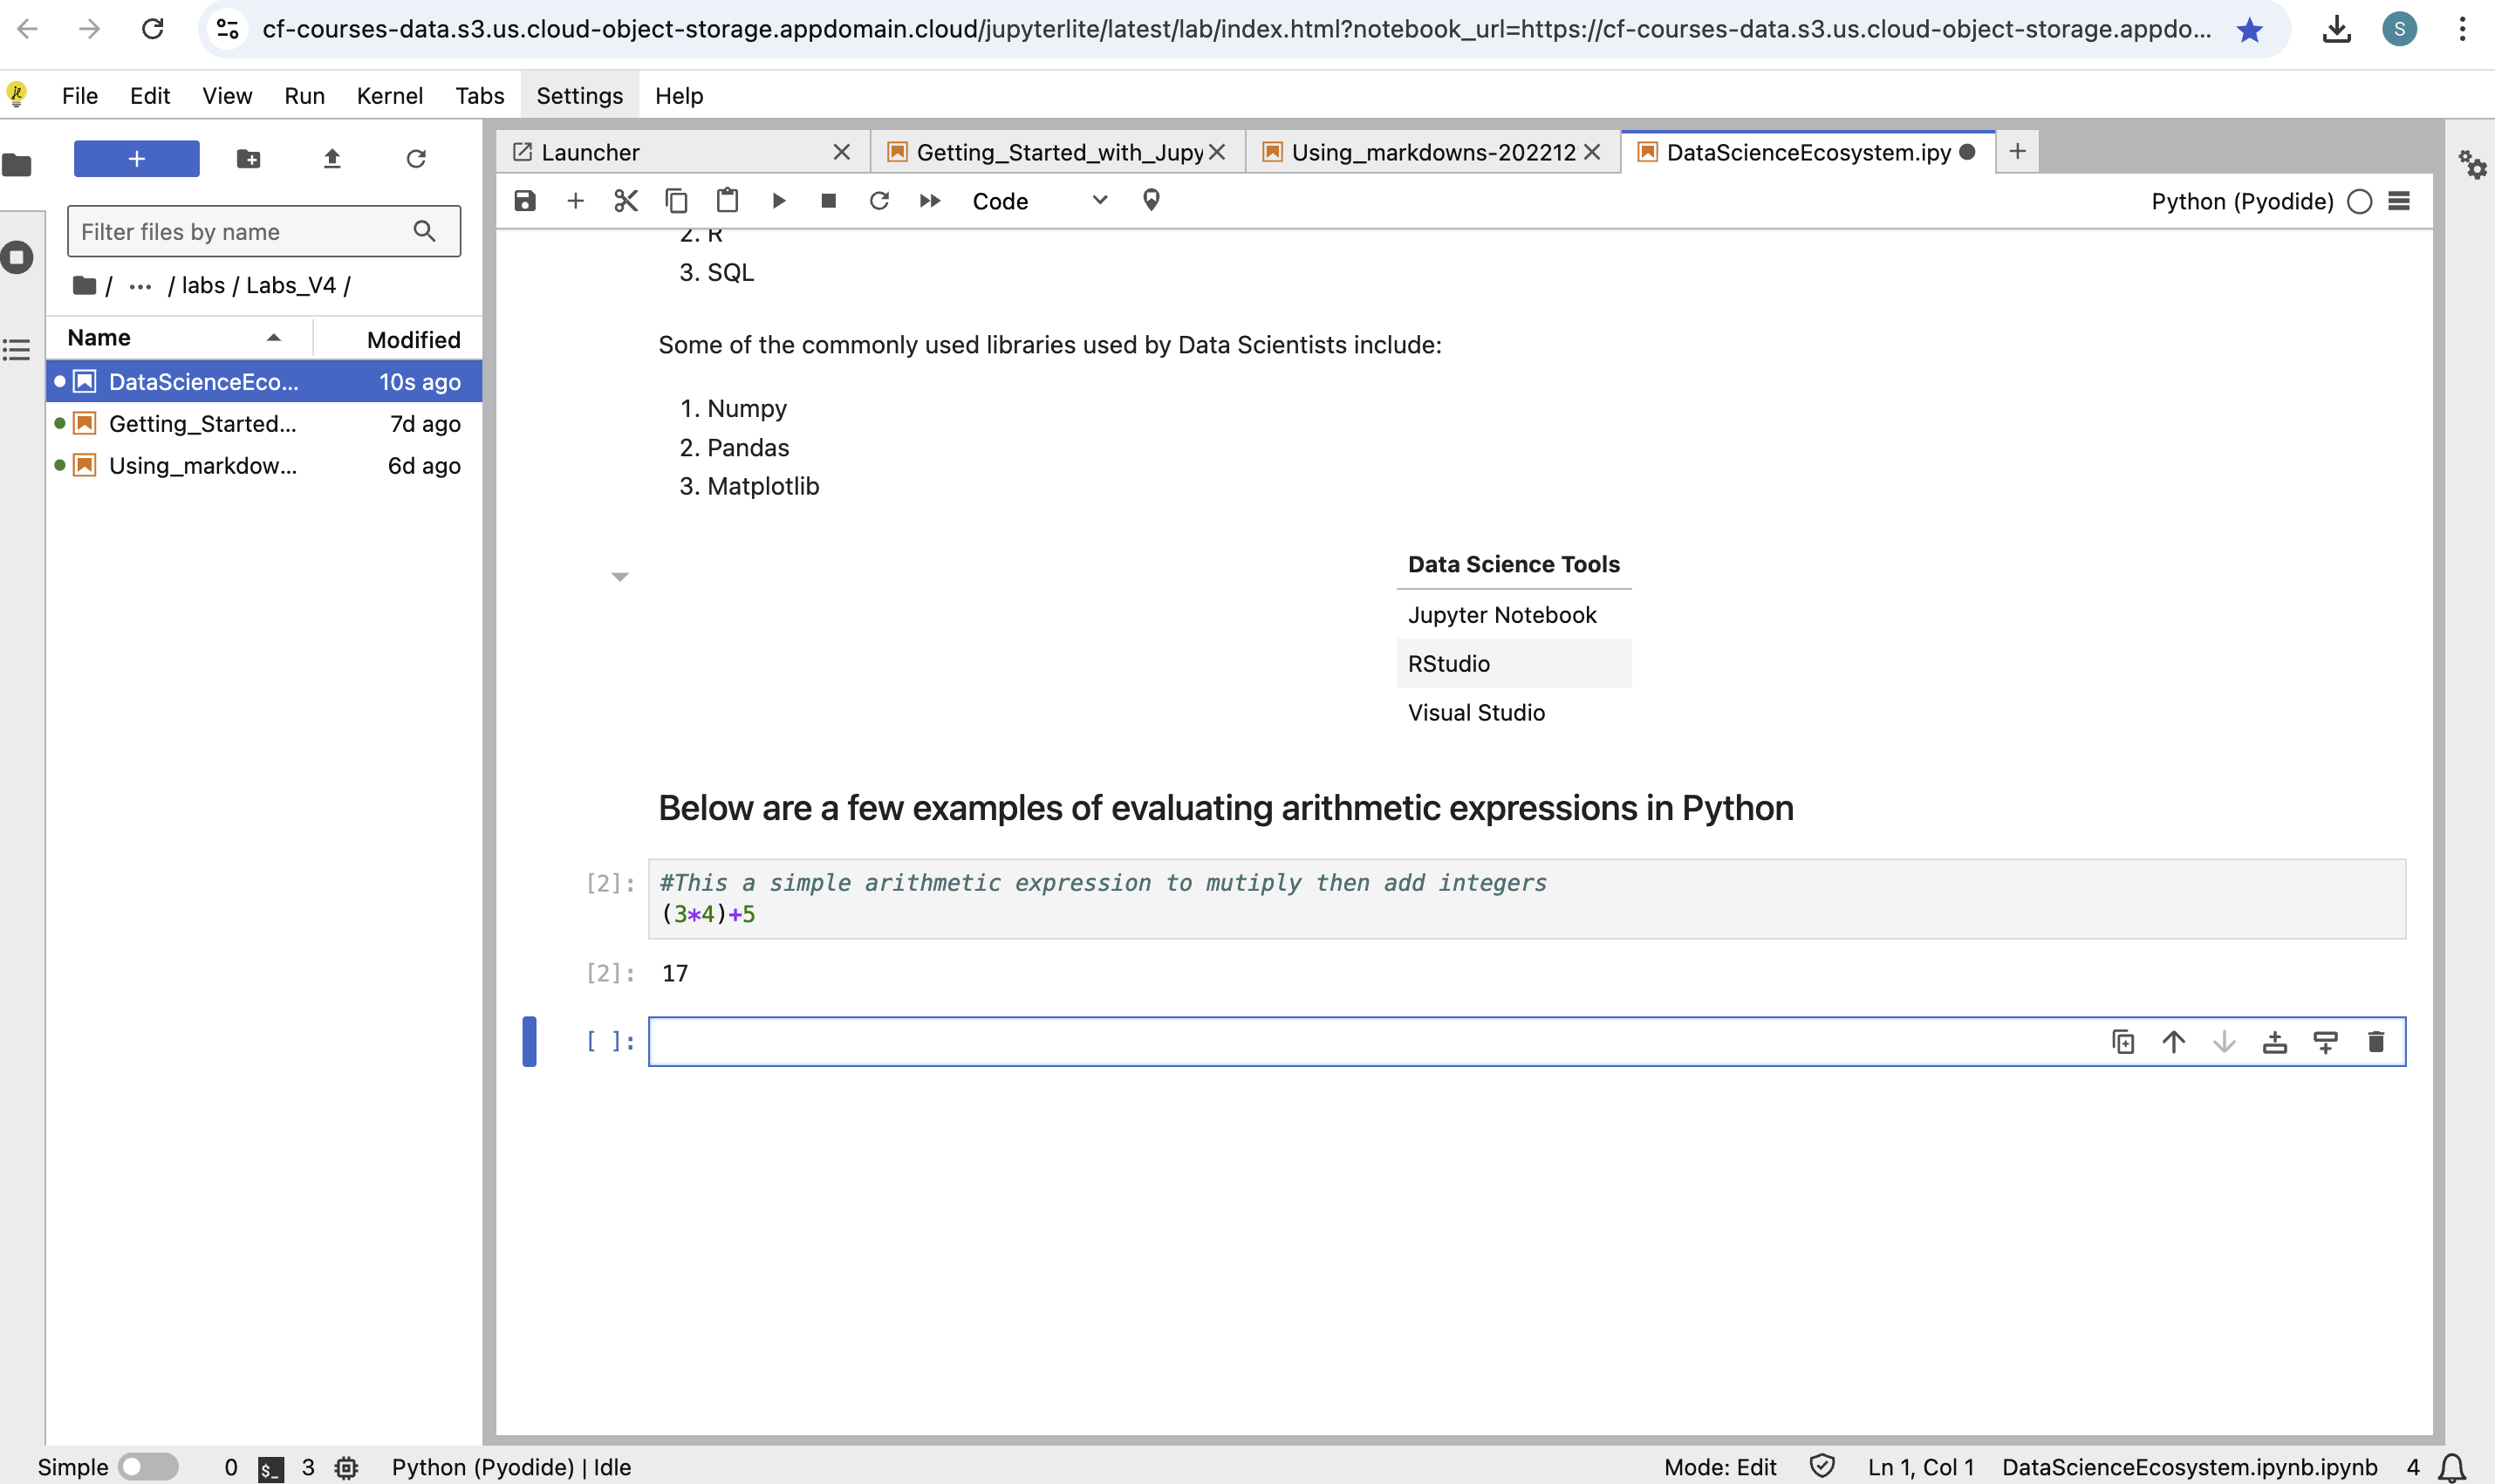 cf-courses-data.s3.us.cloud-object-storage.appdomain.cloud/jupyterlite/latest/lab/index.html?notebook_url=https://cf-courses-data.s3.us.cloud-object-storage.appdo...
S
File Edit View Run Kernel Tabs Settings Help
Launcher
Getting_Started_with_Jupy
Using_markdowns-202212
DataScienceEcosystem.ipy
Code
Python (Pyodide)
Filter files by name
/ ... / labs / Labs_V4 /
Name Modified
DataScienceEco... 10s ago
Getting_Started... 7d ago
Using_markdow... 6d ago
2. R
3. SQL
Some of the commonly used libraries used by Data Scientists include:
1. Numpy
2. Pandas
3. Matplotlib
Data Science Tools
Jupyter Notebook
RStudio
Visual Studio
Below are a few examples of evaluating arithmetic expressions in Python
[2]: #This a simple arithmetic expression to mutiply then add integers
(3*4)+5
[2]: 17
[ ]:
Simple 0 $_ 3 Python (Pyodide) | Idle Mode: Edit Ln 1, Col 1 DataScienceEcosystem.ipynb.ipynb 4